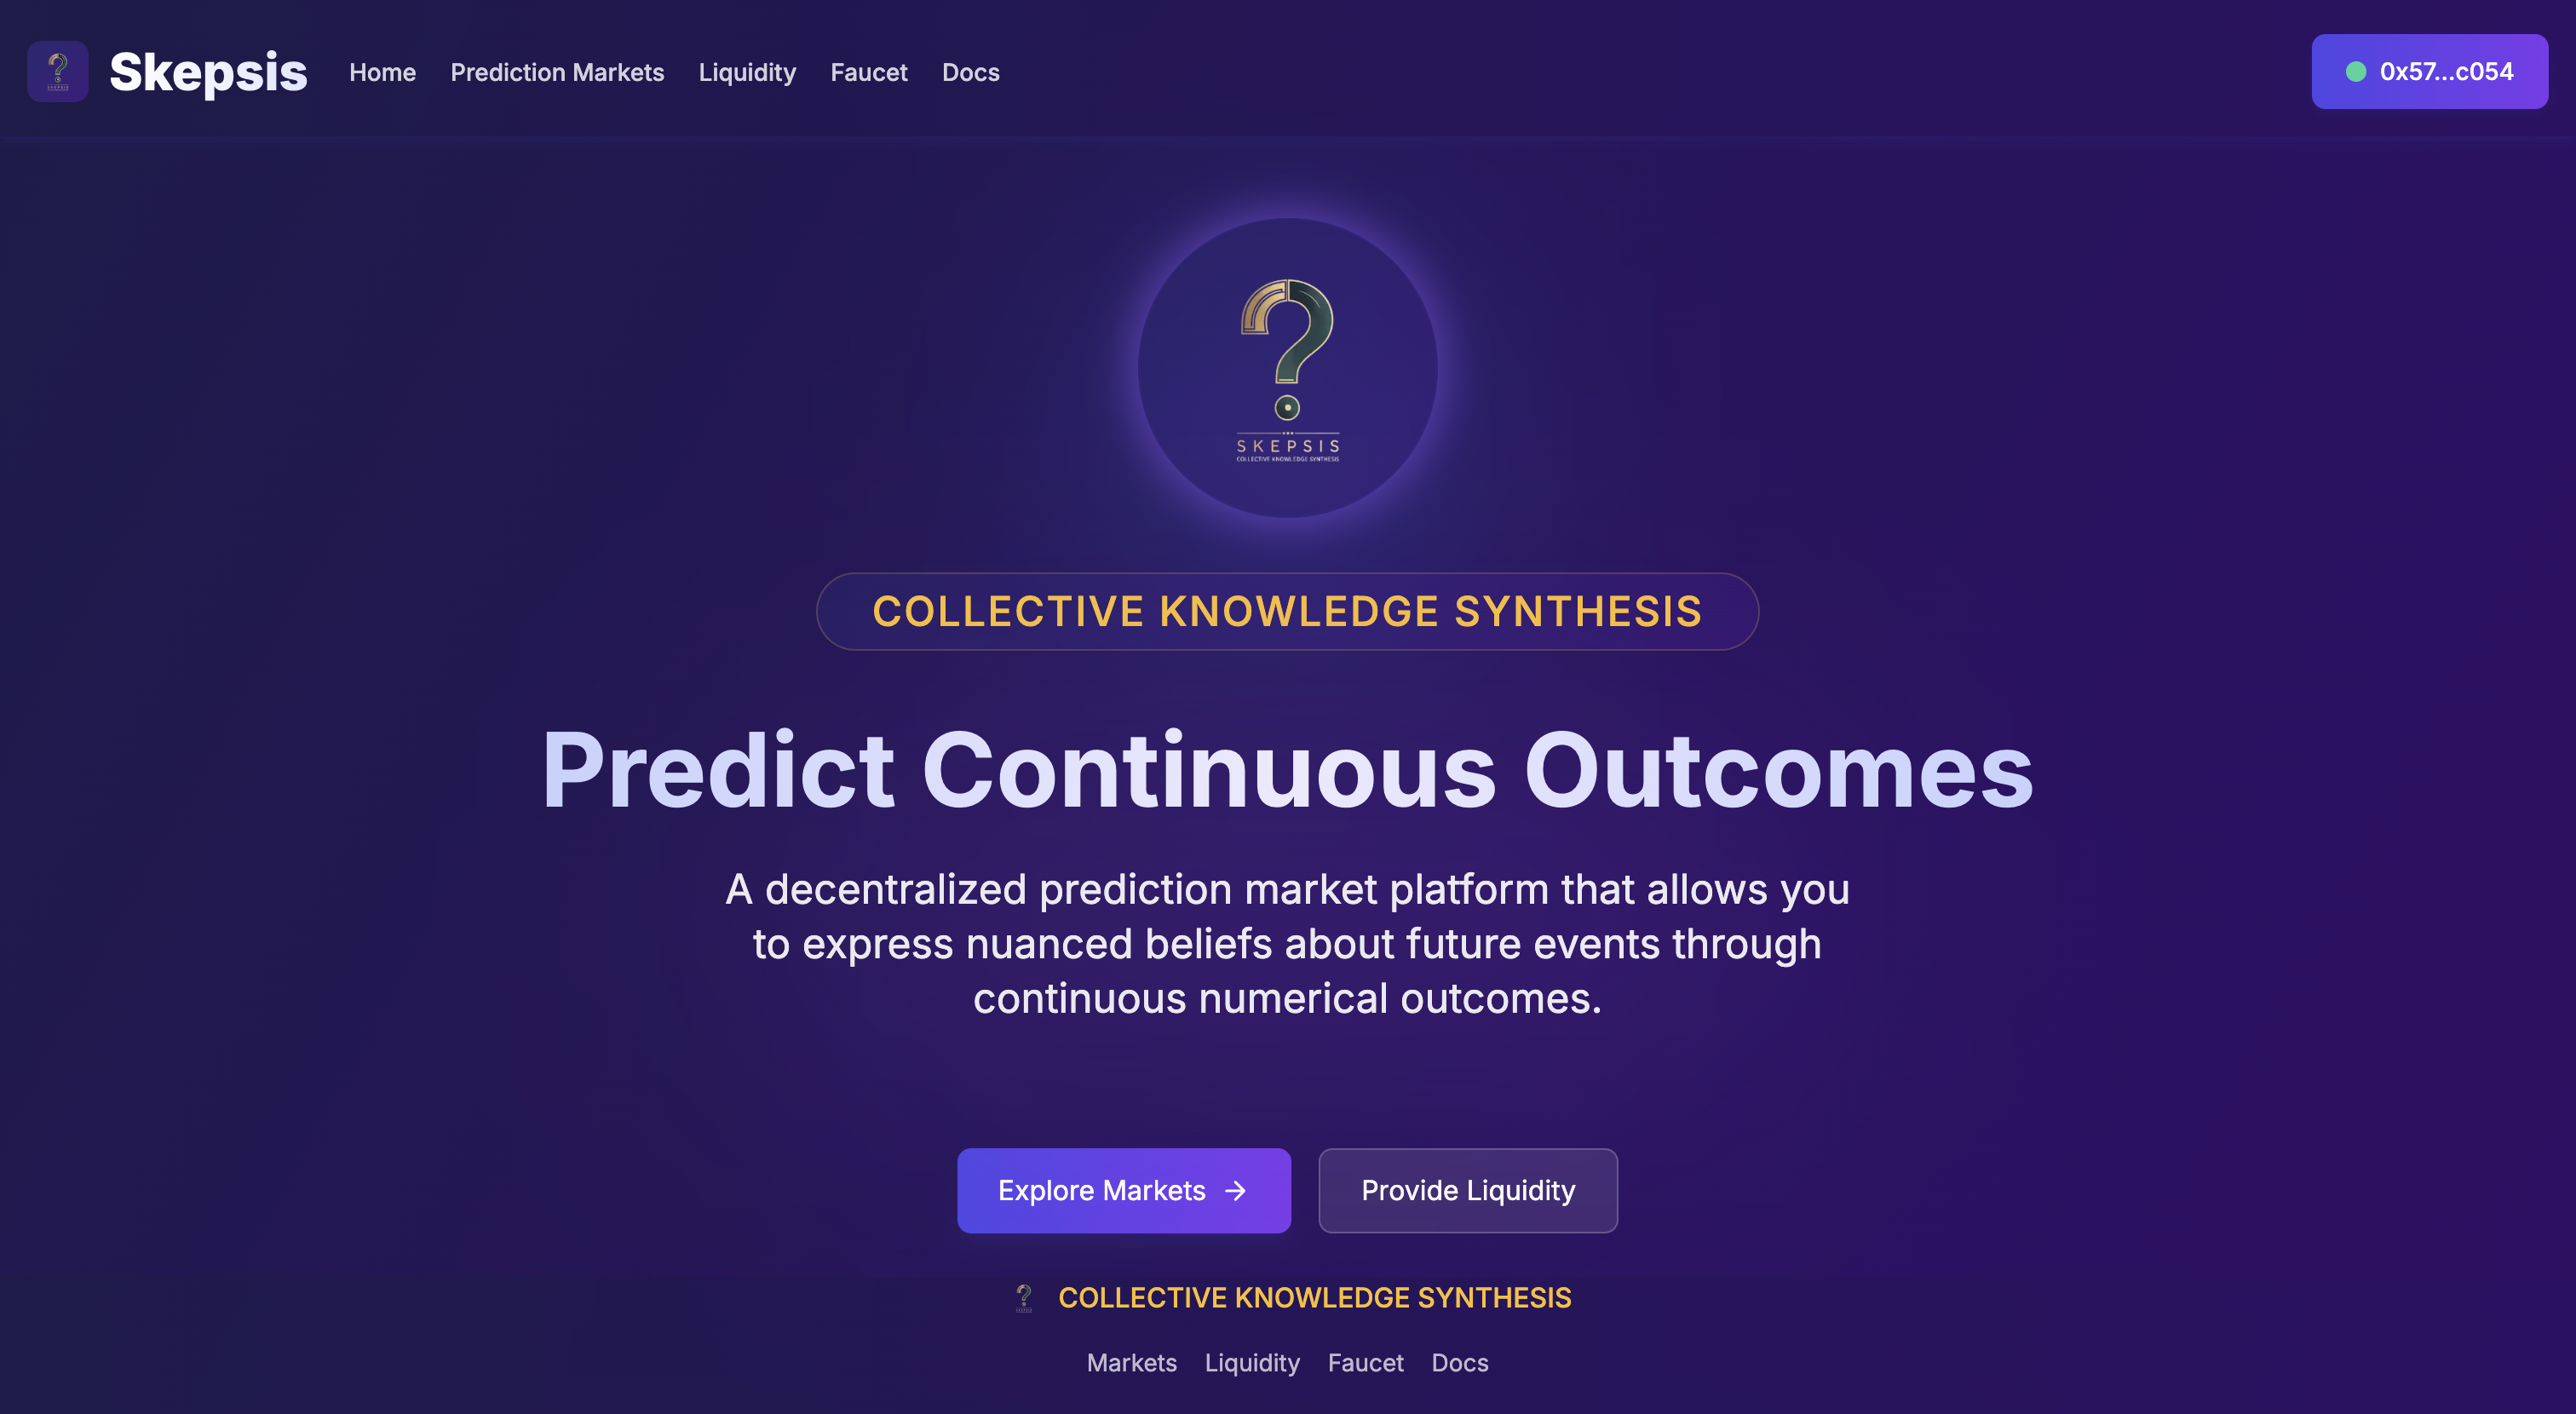 Skepsis
Home
Prediction Markets
Liquidity
Faucet
Docs
0x57...c054
SKEPSIS
COLLECTIVE KNOWLEDGE SYNTHESIS
COLLECTIVE KNOWLEDGE SYNTHESIS
Predict Continuous Outcomes
A decentralized prediction market platform that allows you
to express nuanced beliefs about future events through
continuous numerical outcomes.
Explore Markets →
Provide Liquidity
COLLECTIVE KNOWLEDGE SYNTHESIS
Markets
Liquidity
Faucet
Docs